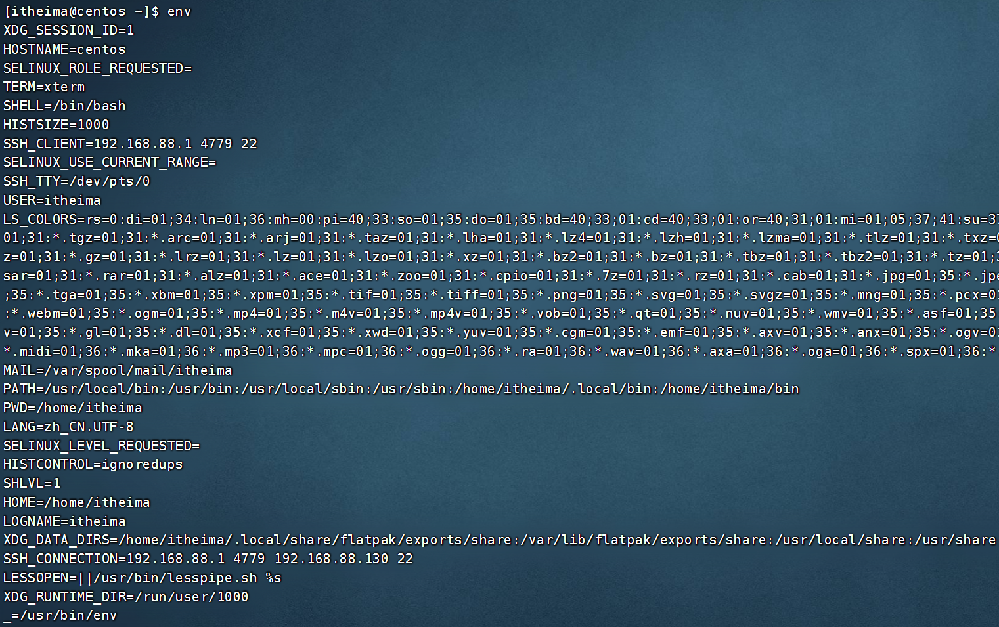 [itheima@centos ~]$ env
XDG_SESSION_ID=1
HOSTNAME=centos
SELINUX_ROLE_REQUESTED=
TERM=xterm
SHELL=/bin/bash
HISTSIZE=1000
SSH_CLIENT=192.168.88.1 4779 22
SELINUX_USE_CURRENT_RANGE=
SSH_TTY=/dev/pts/0
USER=itheima
LS_COLORS=rs=0:di=01;34:ln=01;36:mh=00:pi=40;33:so=01;35:do=01;35:bd=40;33;01:cd=40;33;01:or=40;31;01:mi=01;05;37;41:su=37
01;31:*.tgz=01;31:*.arc=01;31:*.arj=01;31:*.taz=01;31:*.lha=01;31:*.lz4=01;31:*.lzh=01;31:*.lzma=01;31:*.tlz=01;31:*.txz=0
z=01;31:*.gz=01;31:*.lrz=01;31:*.lz=01;31:*.lzo=01;31:*.xz=01;31:*.bz2=01;31:*.bz=01;31:*.tbz=01;31:*.tbz2=01;31:*.tz=01;3
sar=01;31:*.rar=01;31:*.alz=01;31:*.ace=01;31:*.zoo=01;31:*.cpio=01;31:*.7z=01;31:*.rz=01;31:*.cab=01;31:*.jpg=01;35:*.jpe
;35:*.tga=01;35:*.xbm=01;35:*.xpm=01;35:*.tif=01;35:*.tiff=01;35:*.png=01;35:*.svg=01;35:*.svgz=01;35:*.mng=01;35:*.pcx=01
:*.webm=01;35:*.ogm=01;35:*.mp4=01;35:*.m4v=01;35:*.mp4v=01;35:*.vob=01;35:*.qt=01;35:*.nuv=01;35:*.wmv=01;35:*.asf=01;35
v=01;35:*.gl=01;35:*.dl=01;35:*.xcf=01;35:*.xwd=01;35:*.yuv=01;35:*.cgm=01;35:*.emf=01;35:*.axv=01;35:*.anx=01;35:*.ogv=01
*.midi=01;36:*.mka=01;36:*.mp3=01;36:*.mpc=01;36:*.ogg=01;36:*.ra=01;36:*.wav=01;36:*.axa=01;36:*.oga=01;36:*.spx=01;36:*
MAIL=/var/spool/mail/itheima
PATH=/usr/local/bin:/usr/bin:/usr/local/sbin:/usr/sbin:/home/itheima/.local/bin:/home/itheima/bin
PWD=/home/itheima
LANG=zh_CN.UTF-8
SELINUX_LEVEL_REQUESTED=
HISTCONTROL=ignoredups
SHLVL=1
HOME=/home/itheima
LOGNAME=itheima
XDG_DATA_DIRS=/home/itheima/.local/share/flatpak/exports/share:/var/lib/flatpak/exports/share:/usr/local/share:/usr/share
SSH_CONNECTION=192.168.88.1 4779 192.168.88.130 22
LESSOPEN=||/usr/bin/lesspipe.sh %s
XDG_RUNTIME_DIR=/run/user/1000
_=/usr/bin/env